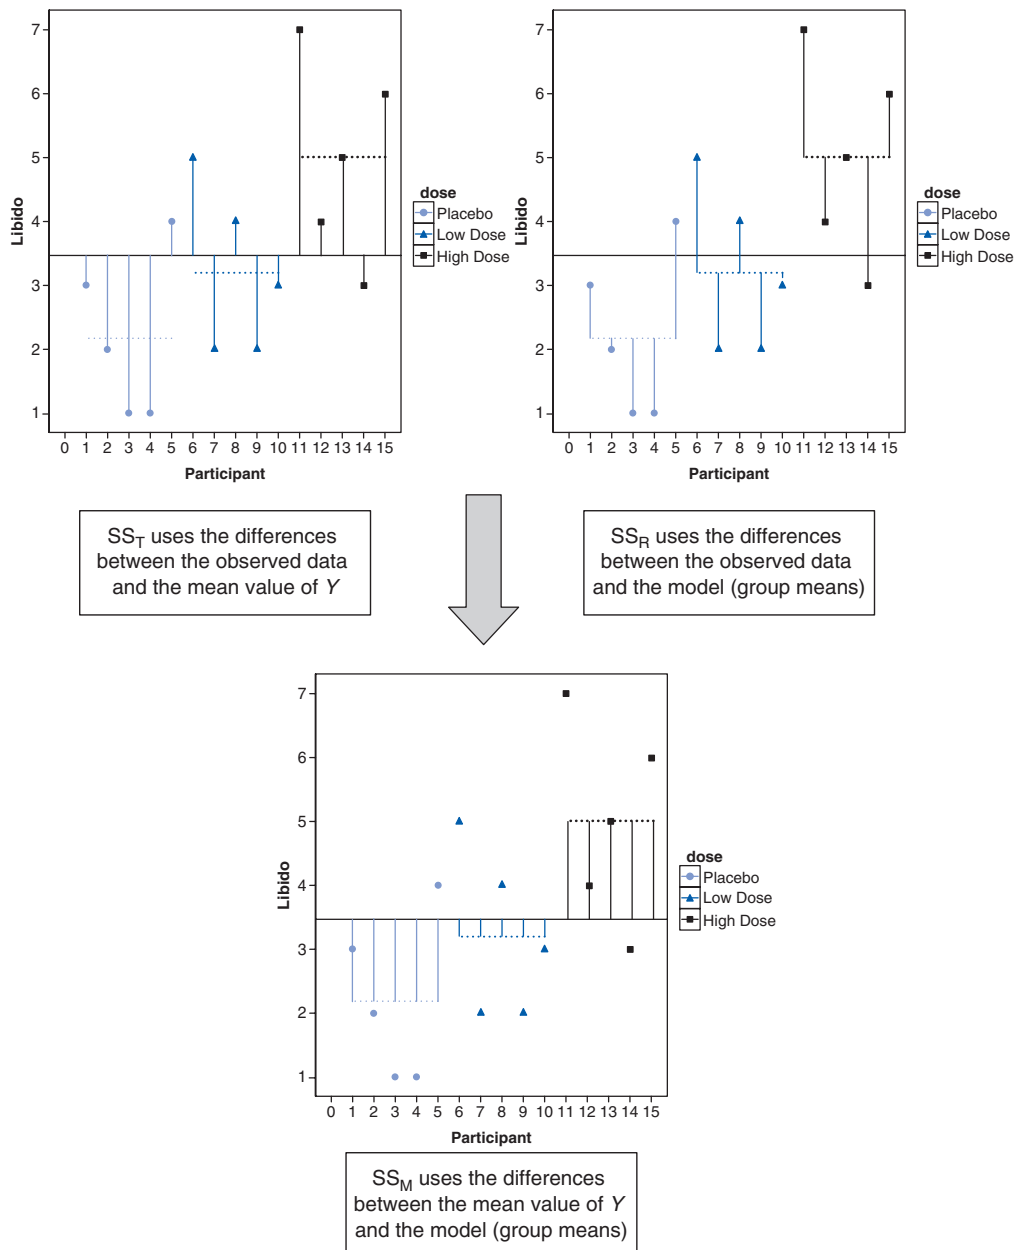 7
6
5
4
3
2
1
Libido
0 1 2 3 4 5 6 7 8 9 10 11 12 13 14 15
Participant
dose
Placebo
Low Dose
High Dose
7
6
5
4
3
2
1
Libido
0 1 2 3 4 5 6 7 8 9 10 11 12 13 14 15
Participant
dose
Placebo
Low Dose
High Dose
SST uses the differences
between the observed data
and the mean value of Y
SSR uses the differences
between the observed data
and the model (group means)
7
6
5
4
3
2
1
Libido
0 1 2 3 4 5 6 7 8 9 10 11 12 13 14 15
Participant
dose
Placebo
Low Dose
High Dose
SSM uses the differences
between the mean value of Y
and the model (group means)